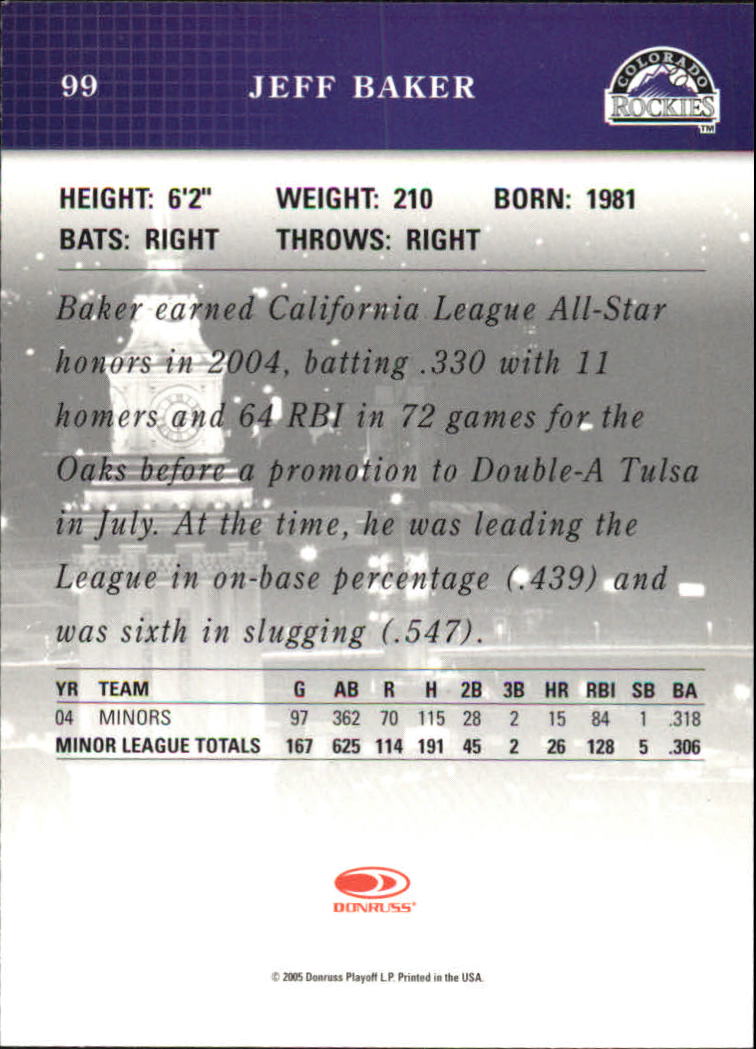 99 JEFF BAKER
COLORADO
ROCKIES
TM
HEIGHT: 6'2" WEIGHT: 210 BORN: 1981
BATS: RIGHT THROWS: RIGHT
Baker earned California League All-Star
honors in 2004, batting .330 with 11
homers and 64 RBI in 72 games for the
Oaks before a promotion to Double-A Tulsa
in July. At the time, he was leading the
League in on-base percentage (.439) and
was sixth in slugging (.547).
YR TEAM G AB R H 2B 3B HR RBI SB BA
04 MINORS 97 362 70 115 28 2 15 84 1 .318
MINOR LEAGUE TOTALS 167 625 114 191 45 2 26 128 5 .306
DONRUSS
© 2005 Donruss Playoff L.P. Printed in the USA.